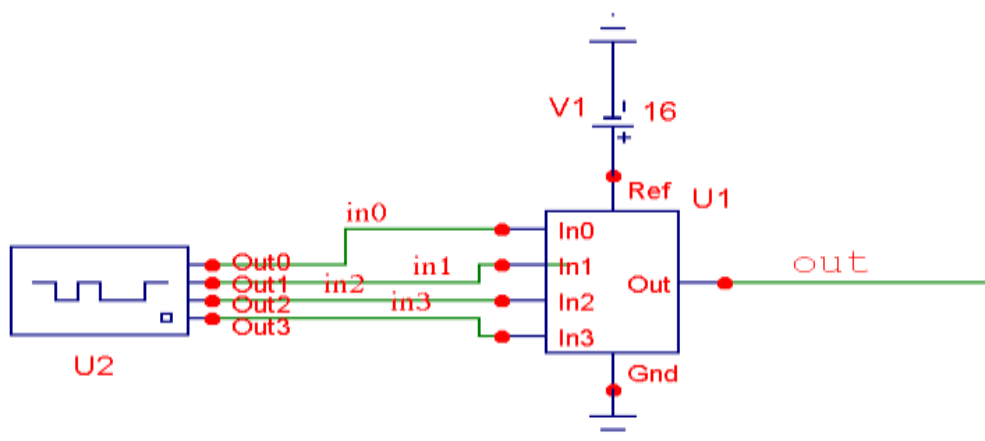 V1
16
+
Ref
U1
in0
In0
Out0
in1
In1
out
Out1
in2
Out
Out2
in3
In2
Out3
In3
U2
Gnd